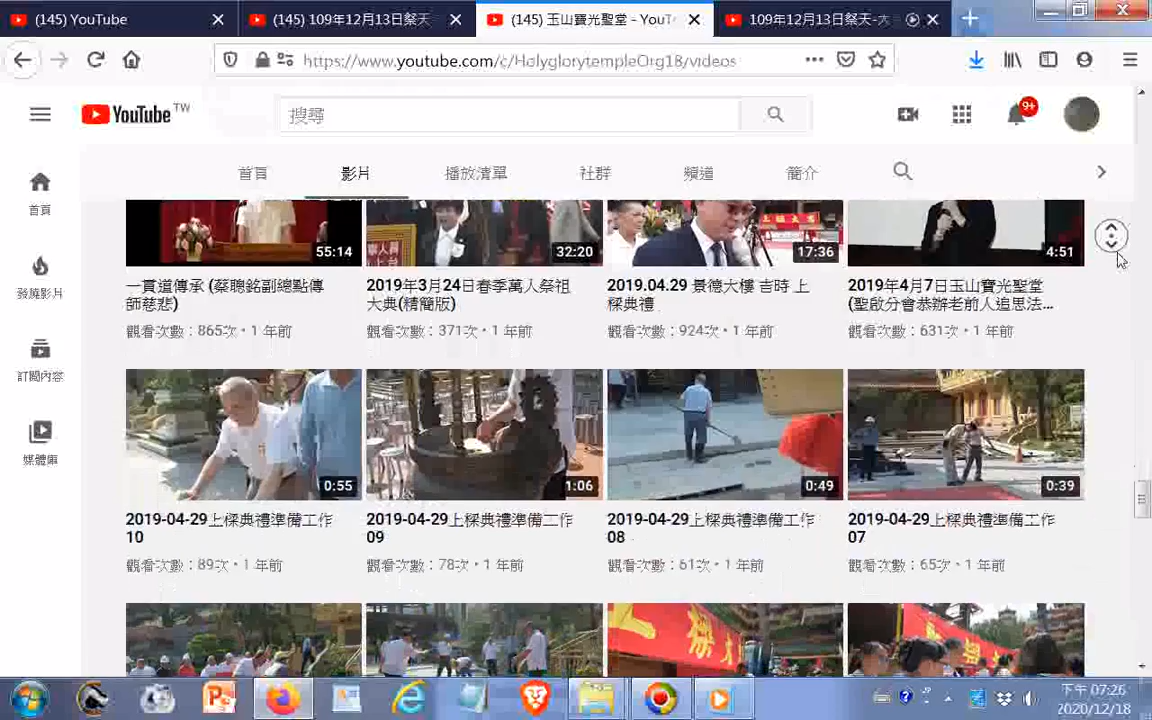 (145) YouTube
(145) 109年12月13日祭天
(145) 玉山寶光聖堂 - YouT
109年12月13日祭天-大
https://www.youtube.com/c/HolyglorytempleOrg18/videos
YouTube TW
搜尋
9+
首頁
影片
播放清單
社群
頻道
簡介
首頁
發燒影片
訂閱內容
媒體庫
55:14
32:20
17:36
4:51
一貫道傳承 (蔡聰銘副總點傳
師慈悲)
觀看次數：865次・1 年前
2019年3月24日春季萬人祭祖
大典(精簡版)
觀看次數：371次・1 年前
2019.04.29 景德大樓 吉時 上
樑典禮
觀看次數：924次・1 年前
2019年4月7日玉山寶光聖堂
(聖啟分會恭辦老前人追思法...
觀看次數：631次・1 年前
0:55
1:06
0:49
0:39
2019-04-29上樑典禮準備工作
10
觀看次數：89次・1 年前
2019-04-29上樑典禮準備工作
09
觀看次數：78次・1 年前
2019-04-29上樑典禮準備工作
08
觀看次數：61次・1 年前
2019-04-29上樑典禮準備工作
07
觀看次數：65次・1 年前
下午 07:26
2020/12/18